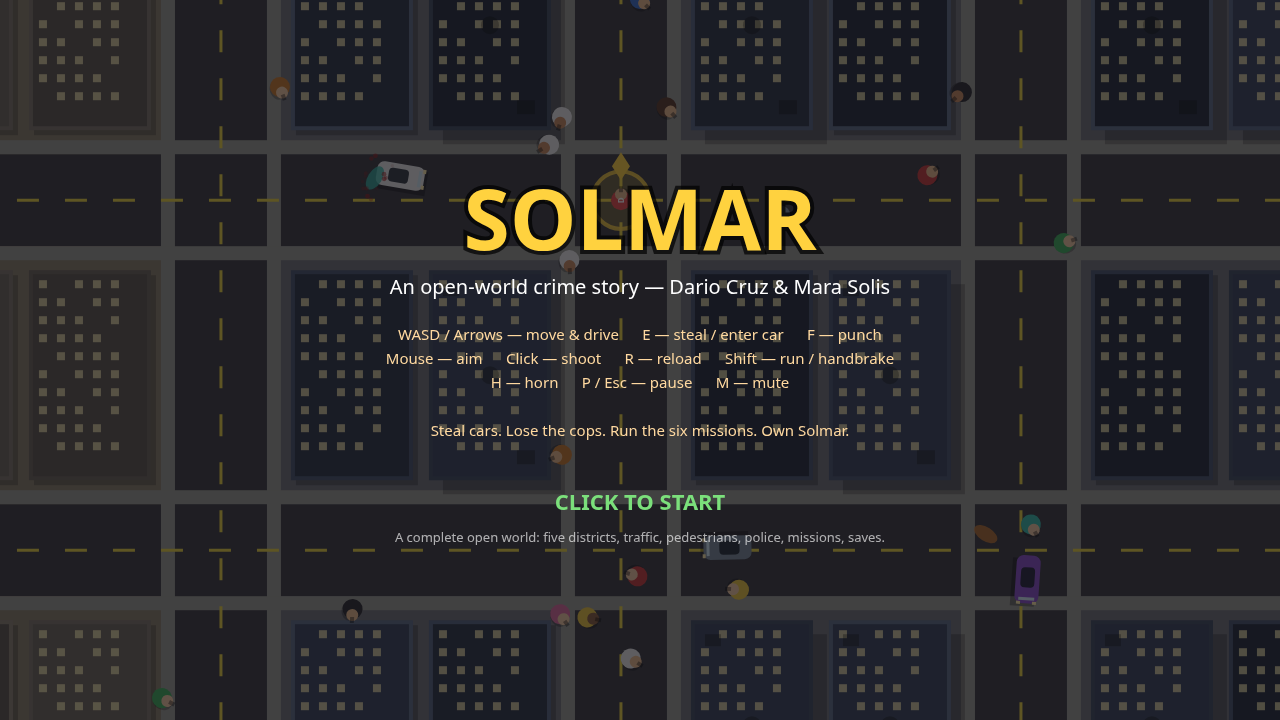 SOLMAR
An open-world crime story — Dario Cruz & Mara Solis
WASD / Arrows — move & drive E — steal / enter car F — punch
Mouse — aim Click — shoot R — reload Shift — run / handbrake
H — horn P / Esc — pause M — mute
Steal cars. Lose the cops. Run the six missions. Own Solmar.
CLICK TO START
A complete open world: five districts, traffic, pedestrians, police, missions, saves.